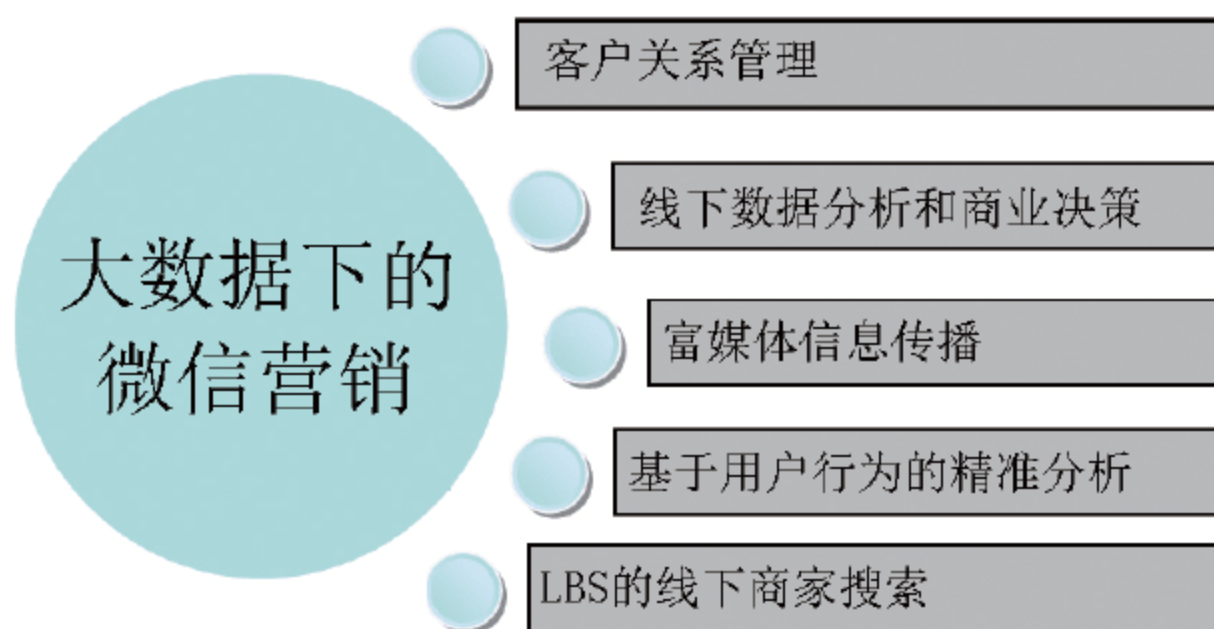 大数据下的
微信营销
客户关系管理
线下数据分析和商业决策
富媒体信息传播
基于用户行为的精准分析
LBS的线下商家搜索